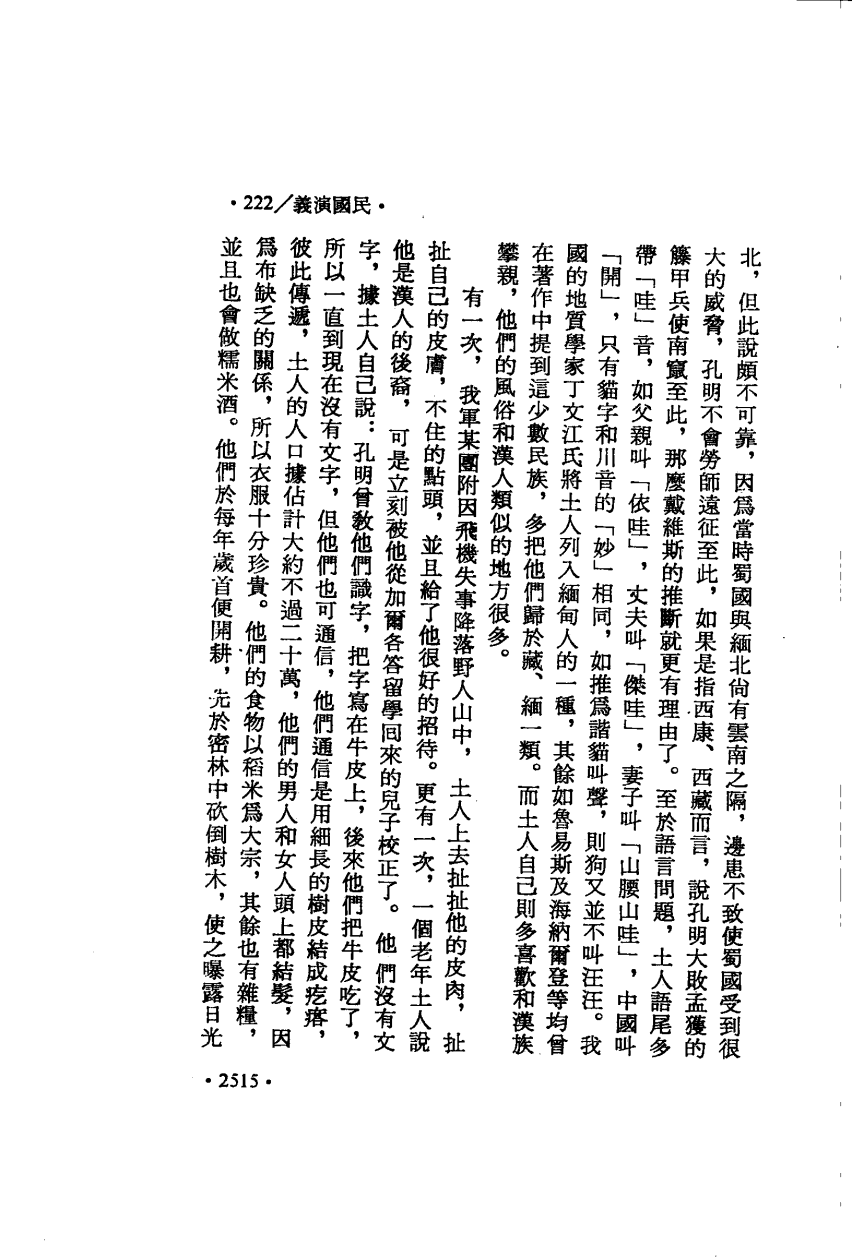 •222/義演國民•
北，但此說頗不可靠，因爲當時蜀國與緬北尙有雲南之隔，邊患不致使蜀國受到很
大的威脅，孔明不會勞師遠征至此，如果是指西康、西藏而言，說孔明大敗孟獲的
籐甲兵使南竄至此，那麼戴維斯的推斷就更有理由了。至於語言問題，土人語尾多
帶「哇」音，如父親叫「依哇」，丈夫叫「傑哇」，妻子叫「山腰山哇」，中國叫
「開」，只有貓字和川音的「妙」相同，如推爲諧貓叫聲，則狗又並不叫汪汪。我
國的地質學家丁文江氏將土人列入緬甸人的一種，其餘如魯易斯及海納爾登等均曾
在著作中提到這少數民族，多把他們歸於藏、緬一類。而土人自己則多喜歡和漢族
攀親，他們的風俗和漢人類似的地方很多。
有一次，我軍某團附因飛機失事降落野人山中，土人上去扯扯他的皮肉，扯
扯自己的皮膚，不住的點頭，並且給了他很好的招待。更有一次，一個老年土人說
他是漢人的後裔，可是立刻被他從加爾各答留學回來的兒子校正了。他們沒有文
字，據土人自己說：孔明曾敎他們識字，把字寫在牛皮上，後來他們把牛皮吃了，
所以一直到現在沒有文字，但他們也可通信，他們通信是用細長的樹皮結成疙瘩，
彼此傳遞，土人的人口據估計大約不過二十萬，他們的男人和女人頭上都結髮，因
爲布缺乏的關係，所以衣服十分珍貴。他們的食物以稻米爲大宗，其餘也有雜糧，
並且也會做糯米酒。他們於每年歲首便開耕，先於密林中砍倒樹木，使之曝露日光
•2515•